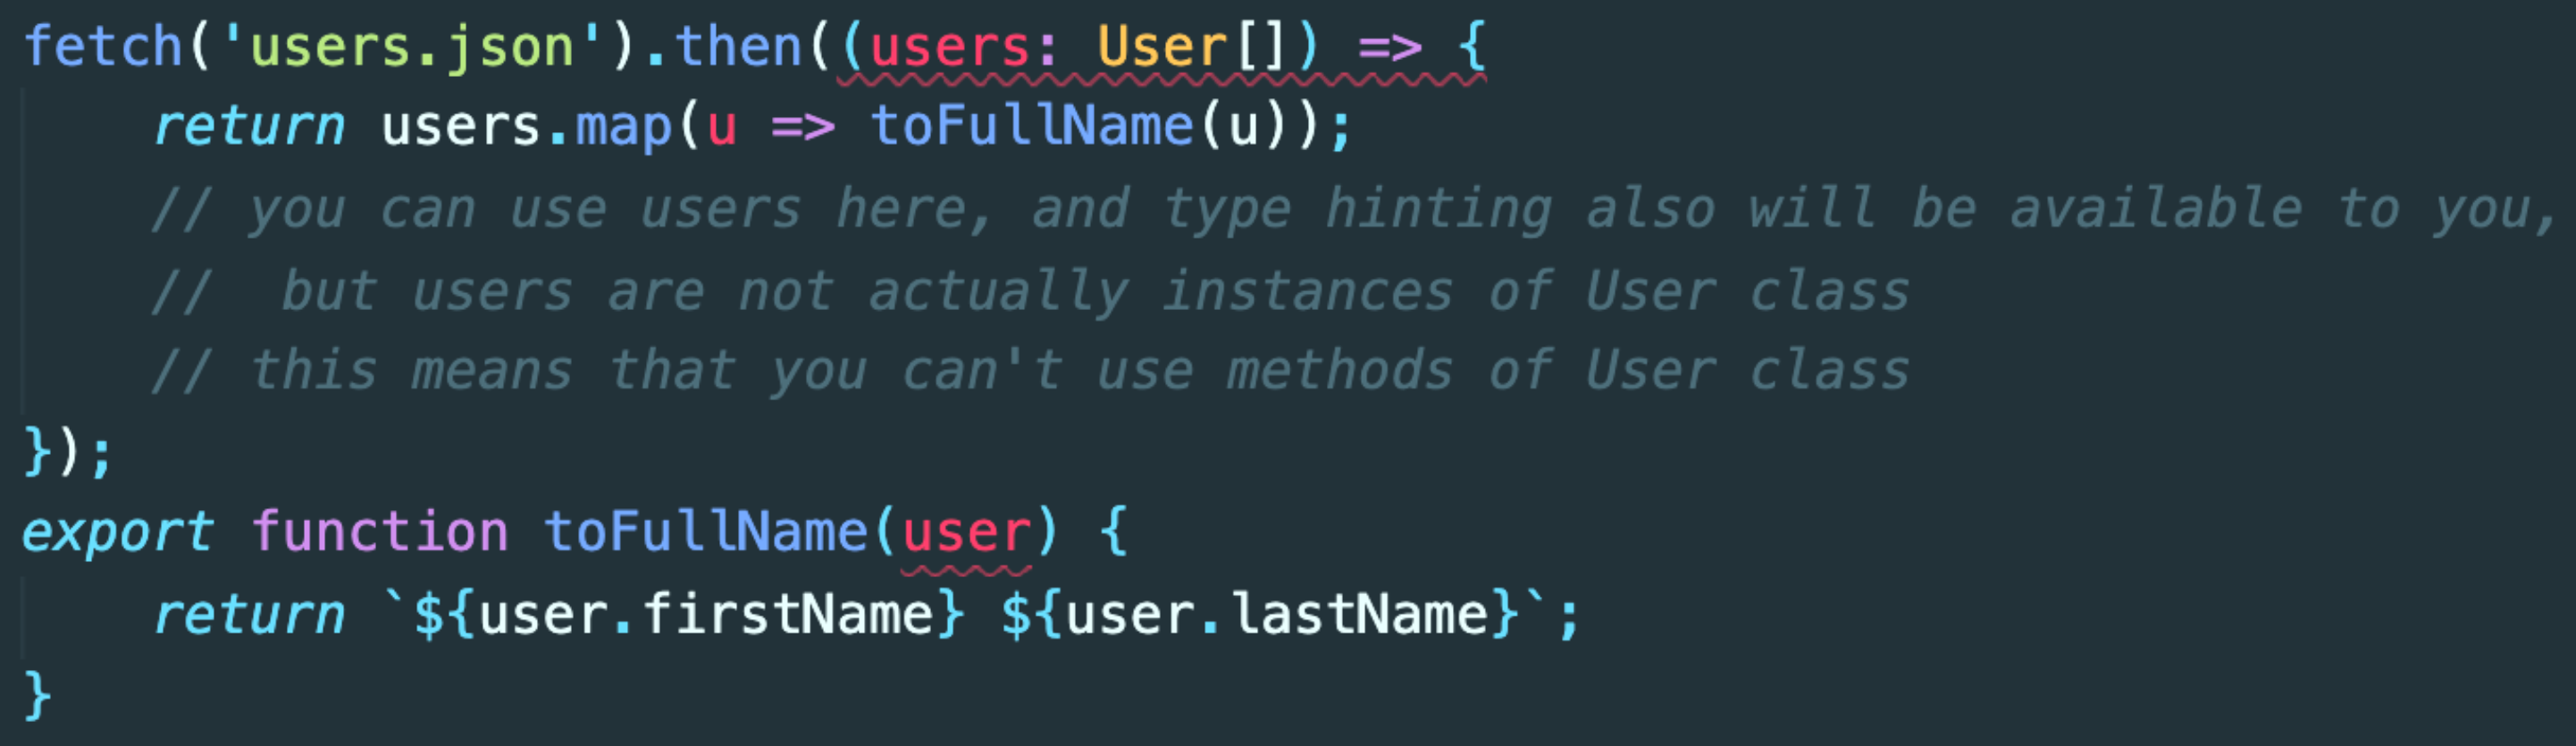 fetch('users.json').then((users: User[]) => {
    return users.map(u => toFullName(u));
    // you can use users here, and type hinting also will be available to you,
    //  but users are not actually instances of User class
    // this means that you can't use methods of User class
});
export function toFullName(user) {
    return `${user.firstName} ${user.lastName}`;
}